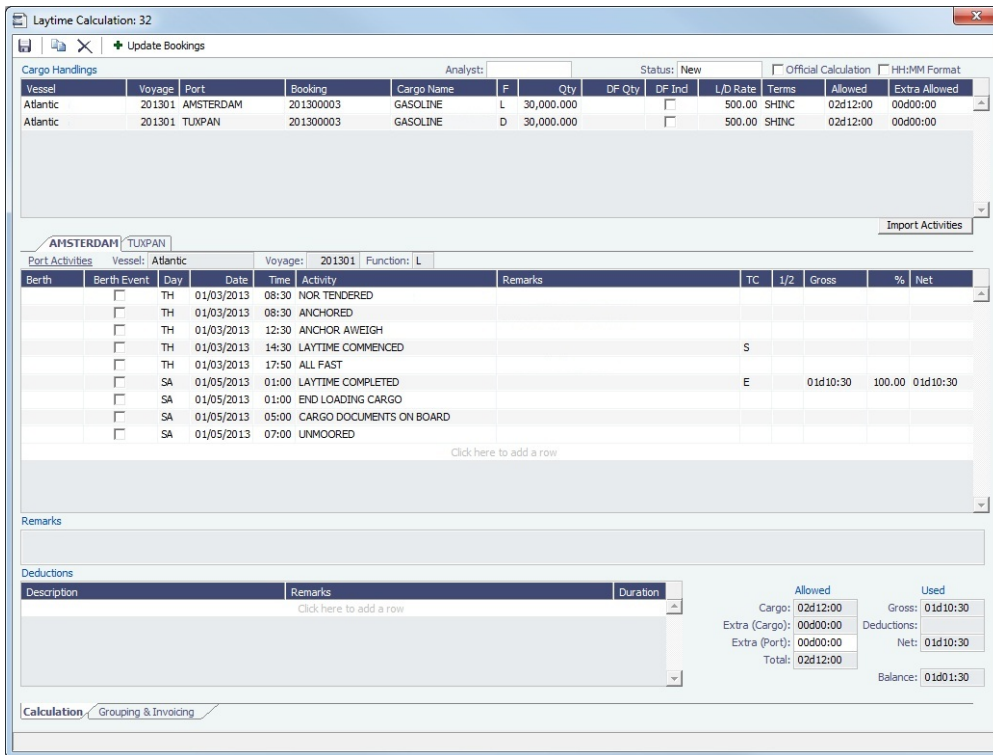 Laytime Calculation: 32
Update Bookings
Cargo Handlings Analyst: Status: New Official Calculation HH:MM Format
Vessel Voyage Port Booking Cargo Name F Qty DF Qty DF Ind L/D Rate Terms Allowed Extra Allowed
Atlantic 201301 AMSTERDAM 201300003 GASOLINE L 30,000.000 500.00 SHINC 02d12:00 00d00:00
Atlantic 201301 TUXPAN 201300003 GASOLINE D 30,000.000 500.00 SHINC 02d12:00 00d00:00
Import Activities
AMSTERDAM TUXPAN
Port Activities Vessel: Atlantic Voyage: 201301 Function: L
Berth Berth Event Day Date Time Activity Remarks TC 1/2 Gross % Net
TH 01/03/2013 08:30 NOR TENDERED
TH 01/03/2013 08:30 ANCHORED
TH 01/03/2013 12:30 ANCHOR AWEIGH
TH 01/03/2013 14:30 LAYTIME COMMENCED S
TH 01/03/2013 17:50 ALL FAST
SA 01/05/2013 01:00 LAYTIME COMPLETED E 01d10:30 100.00 01d10:30
SA 01/05/2013 01:00 END LOADING CARGO
SA 01/05/2013 05:00 CARGO DOCUMENTS ON BOARD
SA 01/05/2013 07:00 UNMOORED
Click here to add a row
Remarks
Deductions
Description Remarks Duration
Click here to add a row
Allowed Used
Cargo: 02d12:00 Gross: 01d10:30
Extra (Cargo): 00d00:00 Deductions:
Extra (Port): 00d00:00 Net: 01d10:30
Total: 02d12:00
Balance: 01d01:30
Calculation Grouping & Invoicing